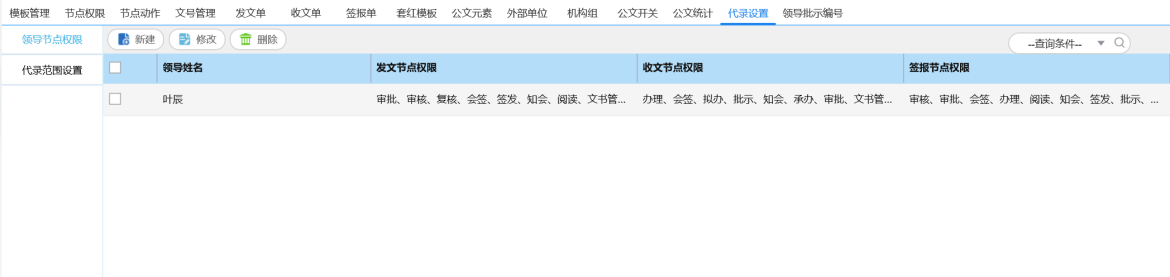 模板管理 节点权限 节点动作 文号管理 发文单 收文单 签报单 套红模板 公文元素 外部单位 机构组 公文开关 公文统计 代录设置 领导批示编号
领导节点权限 新建 修改 删除 --查询条件--
代录范围设置 领导姓名 发文节点权限 收文节点权限 签报节点权限
叶辰 审批、审核、复核、会签、签发、知会、阅读、文书管... 办理、会签、拟办、批示、知会、承办、审批、文书管... 审核、审批、会签、办理、阅读、知会、签发、批示、...